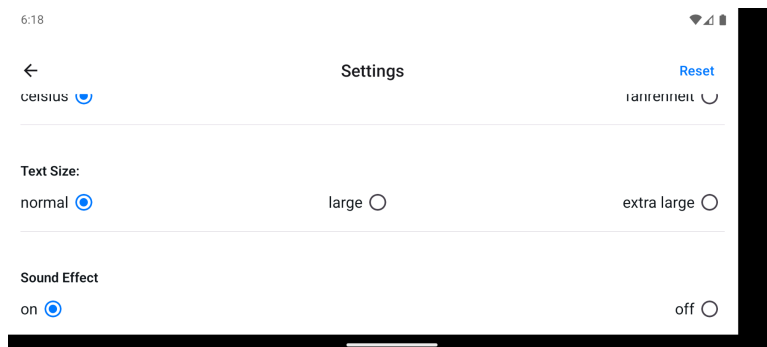 6:18
Settings
Reset
celsius
fahrenheit
Text Size:
normal
large
extra large
Sound Effect
on
off